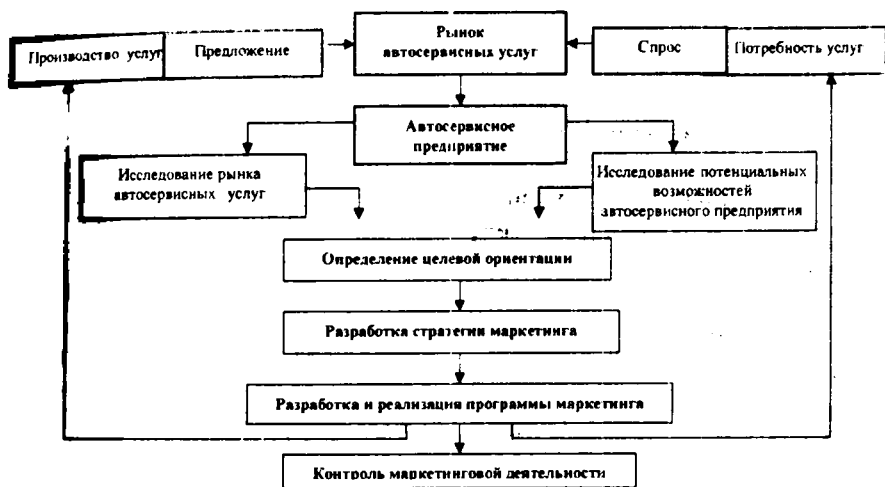 Производство услуг
Предложение
Рынок
автосервисных услуг
Спрос
Потребность услуг
Автосервисное
предприятие
Исследование рынка
автосервисных услуг
Исследование потенциальных
возможностей
автосервисного предприятия
Определение целевой ориентации
Разработка стратегии маркетинга
Разработка и реализация программы маркетинга
Контроль маркетинговой деятельности